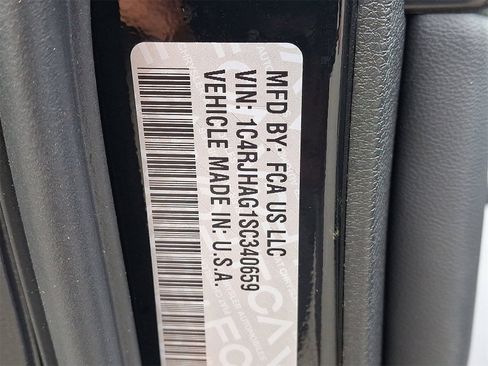 MFD BY: FCA US LLC
VIN: 1C4RJHAG1SC340659
VEHICLE MADE IN: U.S.A.